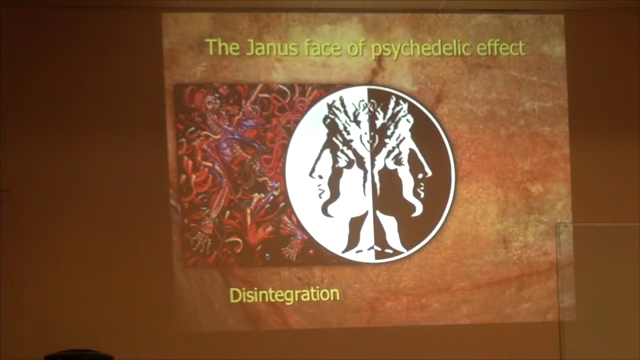 The Janus face of psychedelic effect
Disintegration